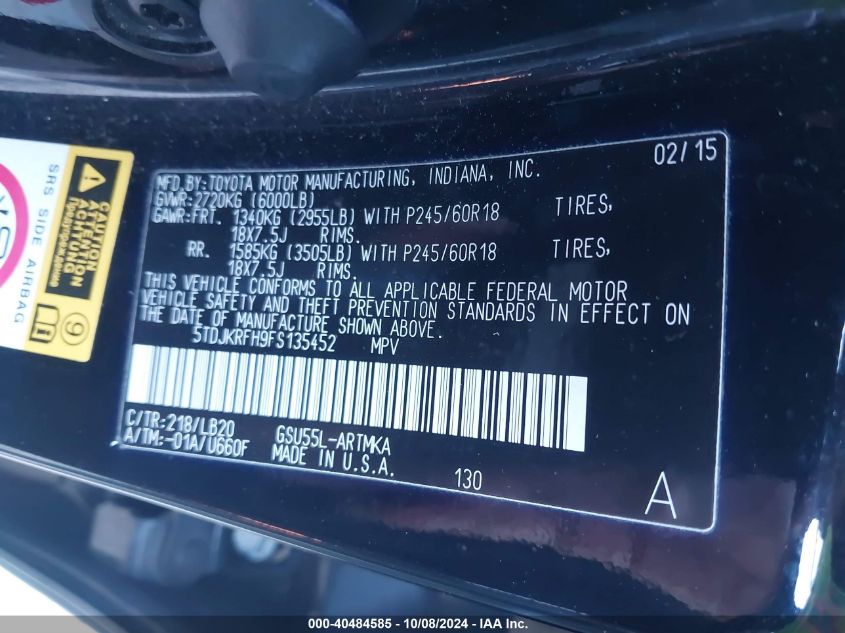 02/15
MFD.BY:TOYOTA MOTOR MANUFACTURING, INDIANA, INC.
GVWR:2720KG (6000LB)
GAWR:FRT. 1340KG (2955LB) WITH P245/60R18 TIRES,
18X7.5J RIMS.
RR. 1585KG (3505LB) WITH P245/60R18 TIRES,
18X7.5J RIMS.
THIS VEHICLE CONFORMS TO ALL APPLICABLE FEDERAL MOTOR
VEHICLE SAFETY AND THEFT PREVENTION STANDARDS IN EFFECT ON
THE DATE OF MANUFACTURE SHOWN ABOVE.
5TDJKRFH9FS135452 MPV
C/TR:218/LB20 GSU55L-ARTMKA
A/TM:-01A/U660F MADE IN U.S.A.
130
A
SRS SIDE AIRBAG
CAUTION
ATTENTION
ACHTUNG
9
000-40484585 - 10/08/2024 - IAA Inc.